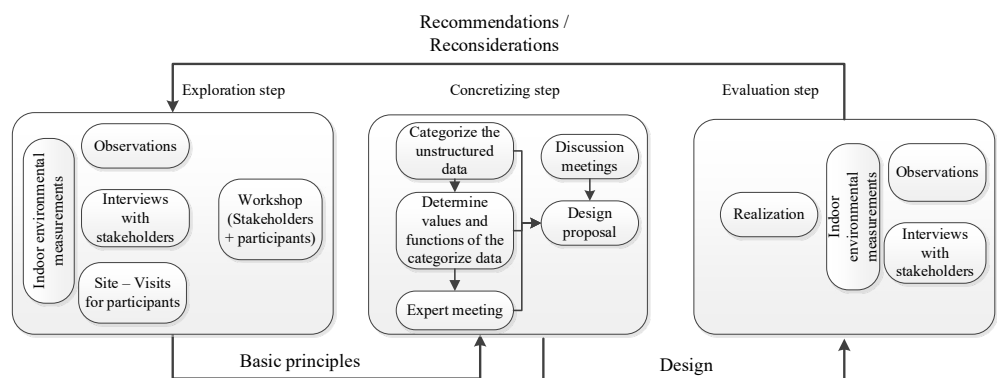 Recommendations /
Reconsiderations
Exploration step
Concretizing step
Evaluation step
Indoor environmental
measurements
Observations
Interviews
with
stakeholders
Site – Visits
for participants
Workshop
(Stakeholders
+ participants)
Categorize the
unstructured
data
Determine
values and
functions of the
categorize data
Expert meeting
Discussion
meetings
Design
proposal
Realization
Indoor
environmental
measurements
Observations
Interviews
with
stakeholders
Basic principles
Design